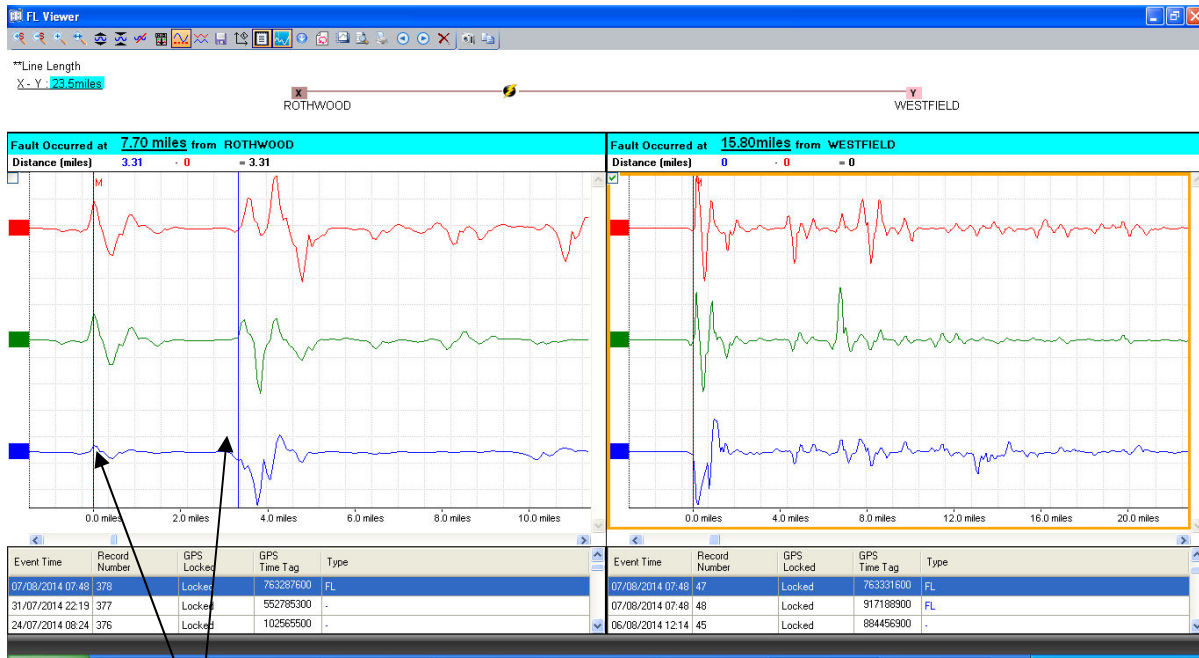 FL Viewer
**Line Length
X - Y : 23.5miles
X Y
ROTHWOOD WESTFIELD
Fault Occurred at 7.70 miles from ROTHWOOD
Distance (miles) 3.31 - 0 = 3.31
M
0.0 miles 2.0 miles 4.0 miles 6.0 miles 8.0 miles 10.0 miles
Event Time Record Number GPS Locked GPS Time Tag Type
07/08/2014 07:48 378 Locked 763287600 FL
31/07/2014 22:19 377 Locked 552785300 -
24/07/2014 08:24 376 Locked 102565500 -
Fault Occurred at 15.80miles from WESTFIELD
Distance (miles) 0 - 0 = 0
M
0.0 miles 4.0 miles 8.0 miles 12.0 miles 16.0 miles 20.0 miles
Event Time Record Number GPS Locked GPS Time Tag Type
07/08/2014 07:48 47 Locked 763331600 FL
07/08/2014 07:48 48 Locked 917188900 FL
06/08/2014 12:14 45 Locked 884456900 -